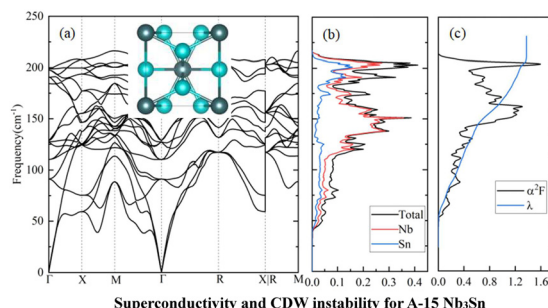 250
(a)
(b)
(c)
200
150
100
50
0
Frequency(cm⁻¹)
Γ X M Γ R X|R M
Total
Nb
Sn
0.0 0.1 0.2 0.3 0.4
α²F
λ
0.0 0.4 0.8 1.2 1.6
Superconductivity and CDW instability for A-15 Nb₃Sn